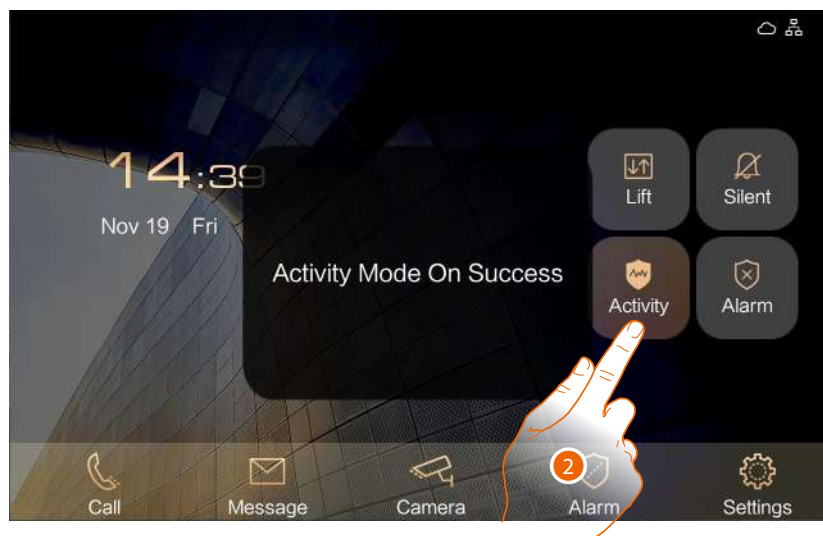 14:39
Nov 19 Fri
Activity Mode On Success
Lift
Silent
Activity
Alarm
2
Call
Message
Camera
Alarm
Settings